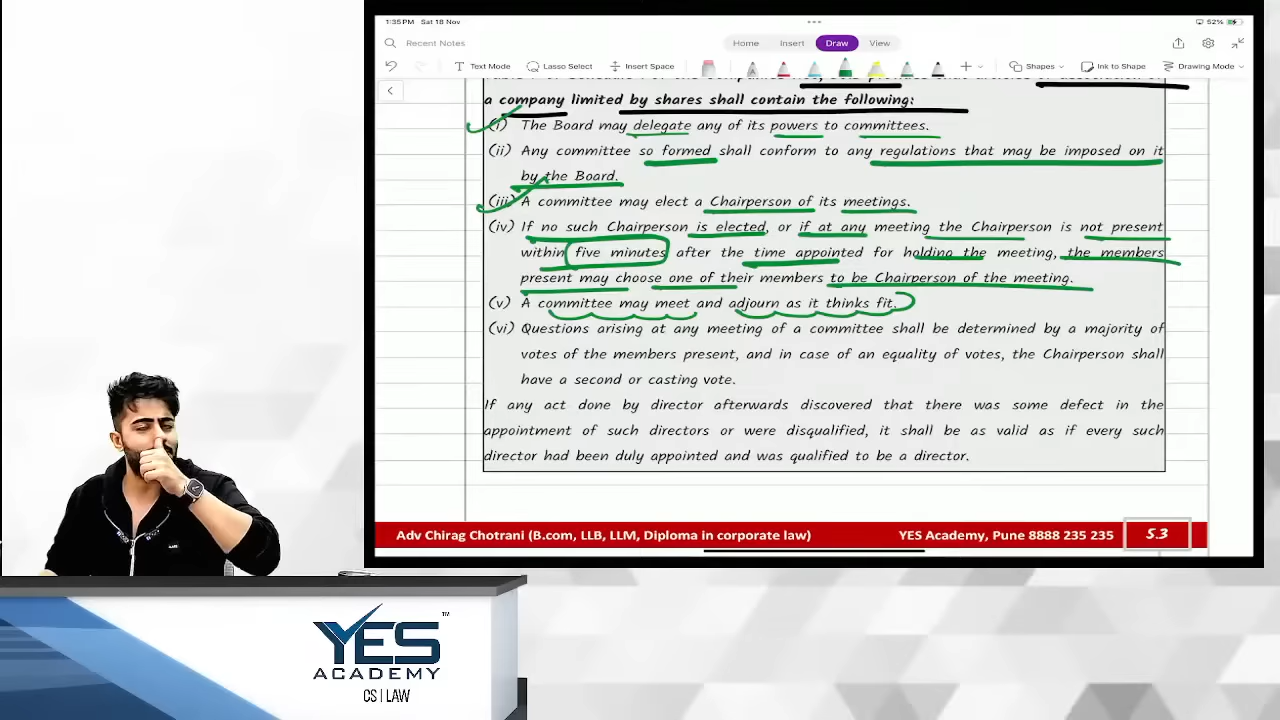 1:35 PM Sat 18 Nov
52%
Recent Notes
Home Insert Draw View
Text Mode Lasso Select Insert Space Shapes Ink to Shape Drawing Mode
a company limited by shares shall contain the following:
(i) The Board may delegate any of its powers to committees.
(ii) Any committee so formed shall conform to any regulations that may be imposed on it
by the Board.
(iii) A committee may elect a Chairperson of its meetings.
(iv) If no such Chairperson is elected, or if at any meeting the Chairperson is not present
within five minutes after the time appointed for holding the meeting, the members
present may choose one of their members to be Chairperson of the meeting.
(v) A committee may meet and adjourn as it thinks fit.
(vi) Questions arising at any meeting of a committee shall be determined by a majority of
votes of the members present, and in case of an equality of votes, the Chairperson shall
have a second or casting vote.
If any act done by director afterwards discovered that there was some defect in the
appointment of such directors or were disqualified, it shall be as valid as if every such
director had been duly appointed and was qualified to be a director.
Adv Chirag Chotrani (B.com, LLB, LLM, Diploma in corporate law) YES Academy, Pune 8888 235 235 5.3
YES TM
ACADEMY
CS | LAW